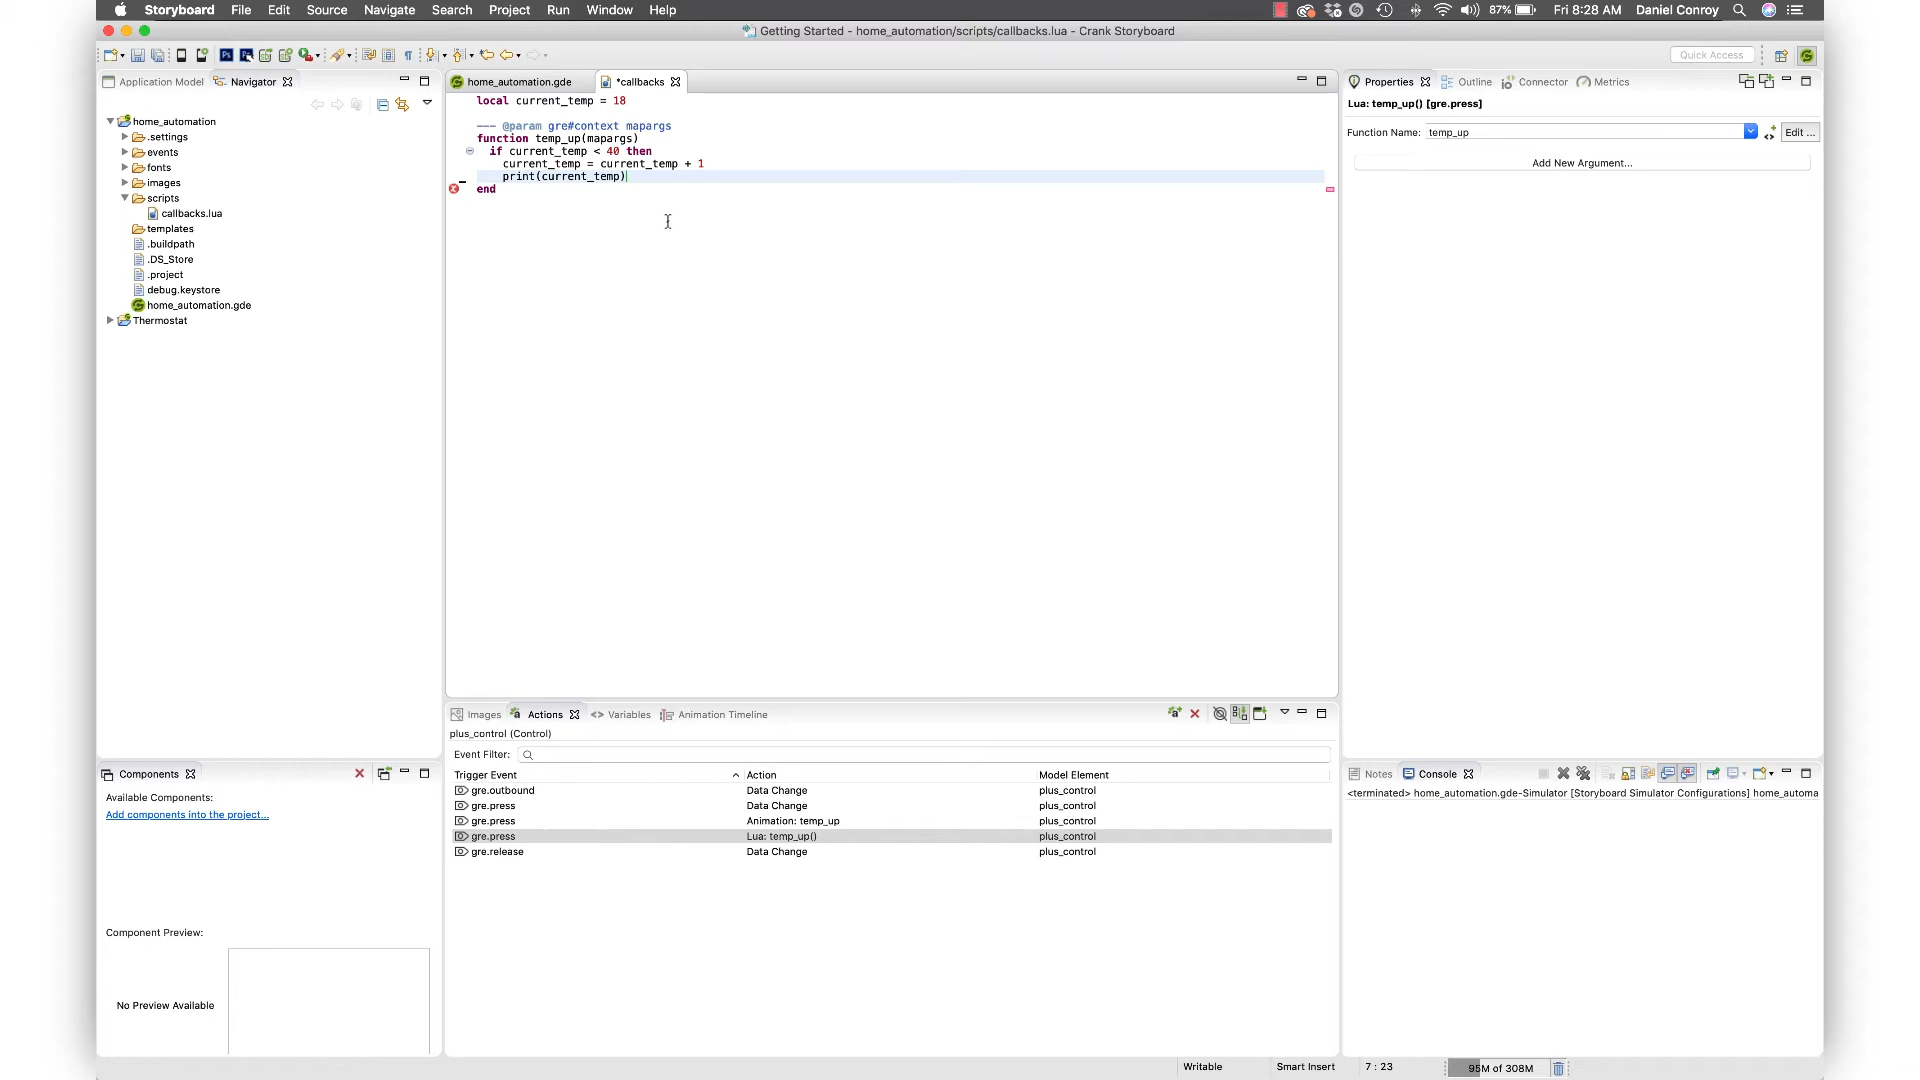 Storyboard File Edit Source Navigate Search Project Run Window Help 87% Fri 8:28 AM Daniel Conroy
Getting Started - home_automation/scripts/callbacks.lua - Crank Storyboard
Quick Access
Application Model Navigator
home_automation
.settings
events
fonts
images
scripts
callbacks.lua
templates
.buildpath
.DS_Store
.project
debug.keystore
home_automation.gde
Thermostat
home_automation.gde *callbacks
local current_temp = 18
--- @param gre#context mapargs
function temp_up(mapargs)
if current_temp < 40 then
current_temp = current_temp + 1
print(current_temp)
end
Properties Outline Connector Metrics
Lua: temp_up() [gre.press]
Function Name: temp_up Edit ...
Add New Argument...
Images Actions Variables Animation Timeline
plus_control (Control)
Event Filter:
Trigger Event Action Model Element
gre.outbound Data Change plus_control
gre.press Data Change plus_control
gre.press Animation: temp_up plus_control
gre.press Lua: temp_up() plus_control
gre.release Data Change plus_control
Components
Available Components:
Add components into the project...
Component Preview:
No Preview Available
Notes Console
<terminated> home_automation.gde-Simulator [Storyboard Simulator Configurations] home_automa
Writable Smart Insert 7 : 23 95M of 308M